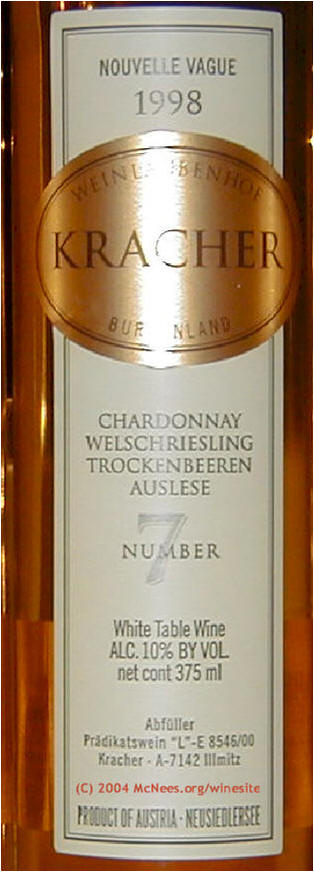 NOUVELLE VAGUE
1998
WEINLAUBENHOF
KRACHER
BURGENLAND
CHARDONNAY
WELSCHRIESLING
TROCKENBEEREN
AUSLESE
7
NUMBER
White Table Wine
ALC. 10% BY VOL.
net cont 375 ml
Abfüller
Prädikatswein "L"-E 8546/00
Kracher - A-7142 Illmitz
(C) 2004 McNees.org/winesite
PRODUCT OF AUSTRIA · NEUSIEDLERSEE